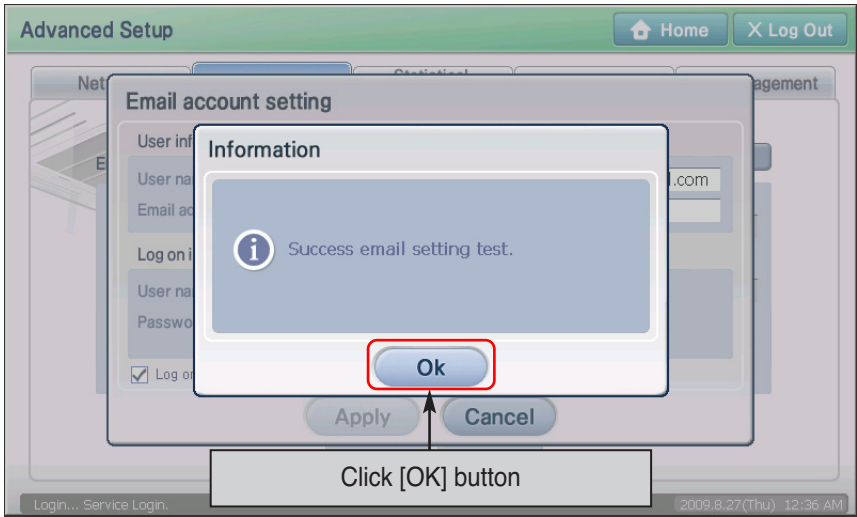 Advanced Setup
Home
X Log Out
Net
Statistical
agement
Email account setting
User inf
E
User na
l.com
Email ac
Log on i
User na
Passwo
Log on
Information
Success email setting test.
Ok
Apply
Cancel
Click [OK] button
Login... Service Login.
2009.8.27(Thu) 12:36 AM